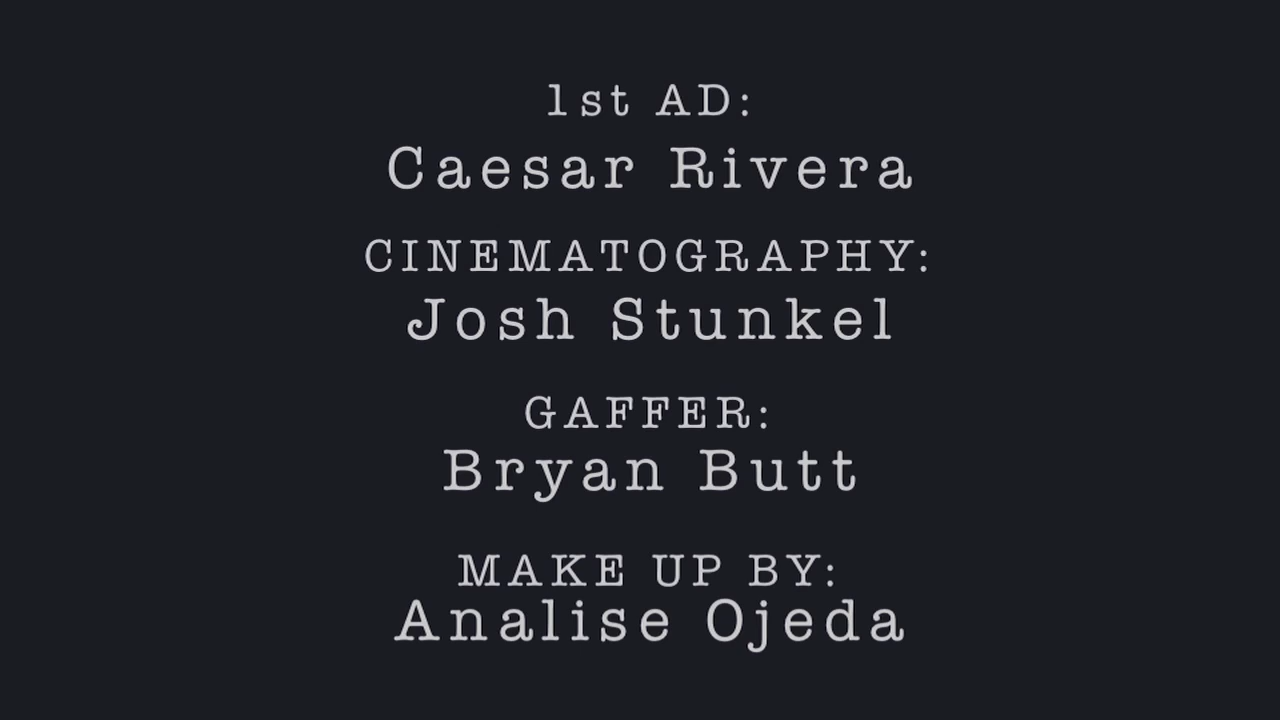 1st AD:
Caesar Rivera
CINEMATOGRAPHY:
Josh Stunkel
GAFFER:
Bryan Butt
MAKE UP BY:
Analise Ojeda